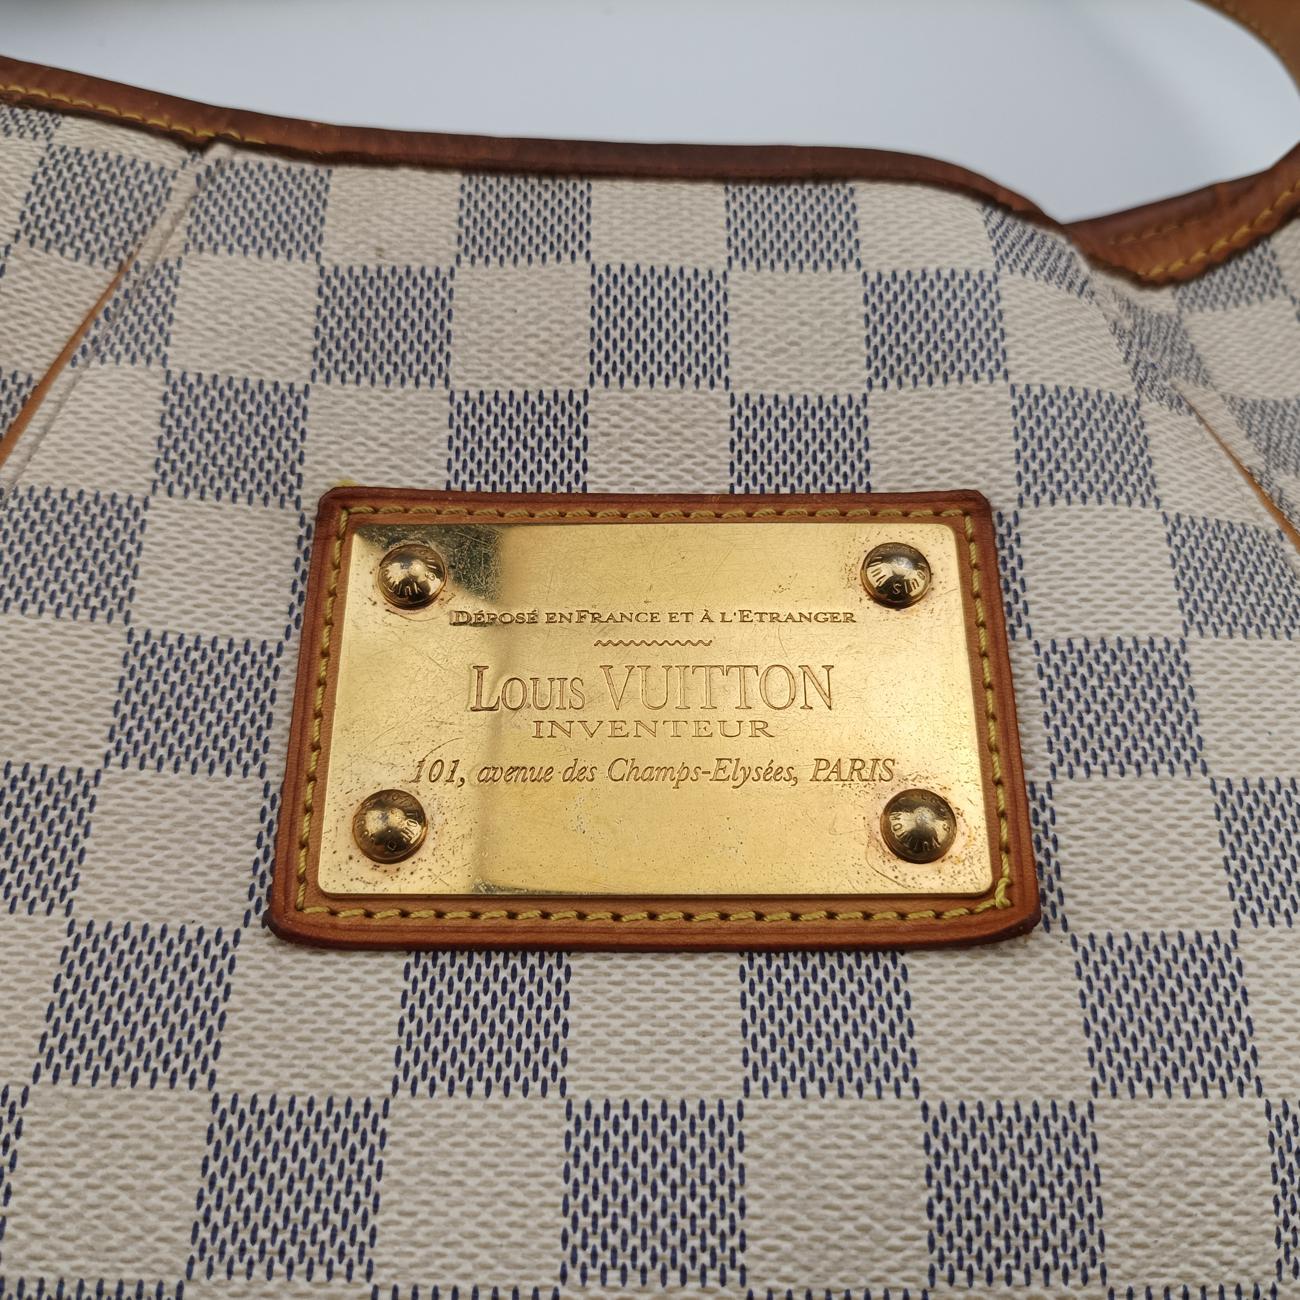 DÉPOSÉ EN FRANCE ET À L'ETRANGER
LOUIS VUITTON
INVENTEUR
101, avenue des Champs-Elysées, PARIS